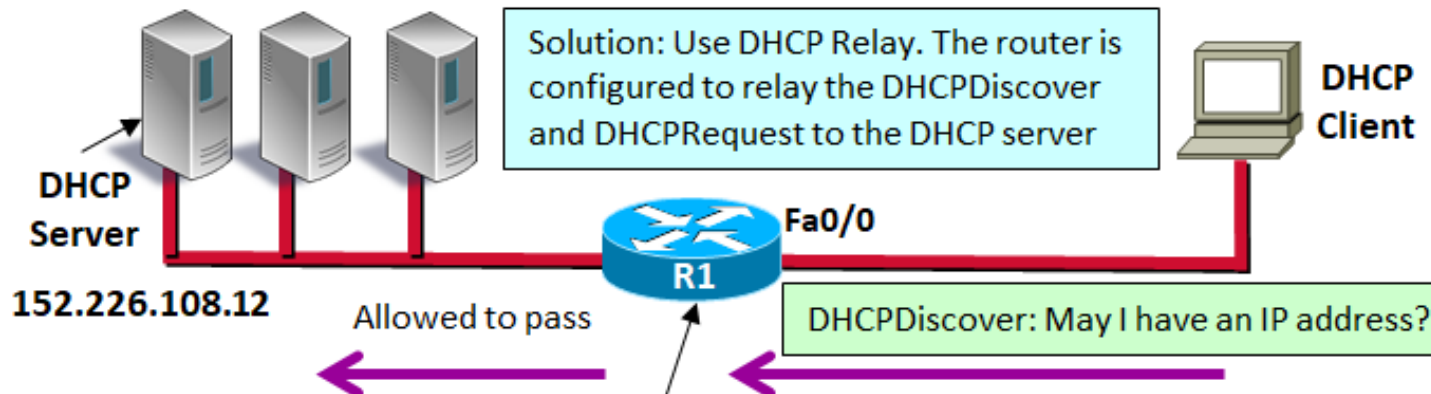 Solution: Use DHCP Relay. The router is
configured to relay the DHCPDiscover
and DHCPRequest to the DHCP server
DHCP
Client
DHCP
Server
Fa0/0
R1
152.226.108.12
Allowed to pass
DHCPDiscover: May I have an IP address?